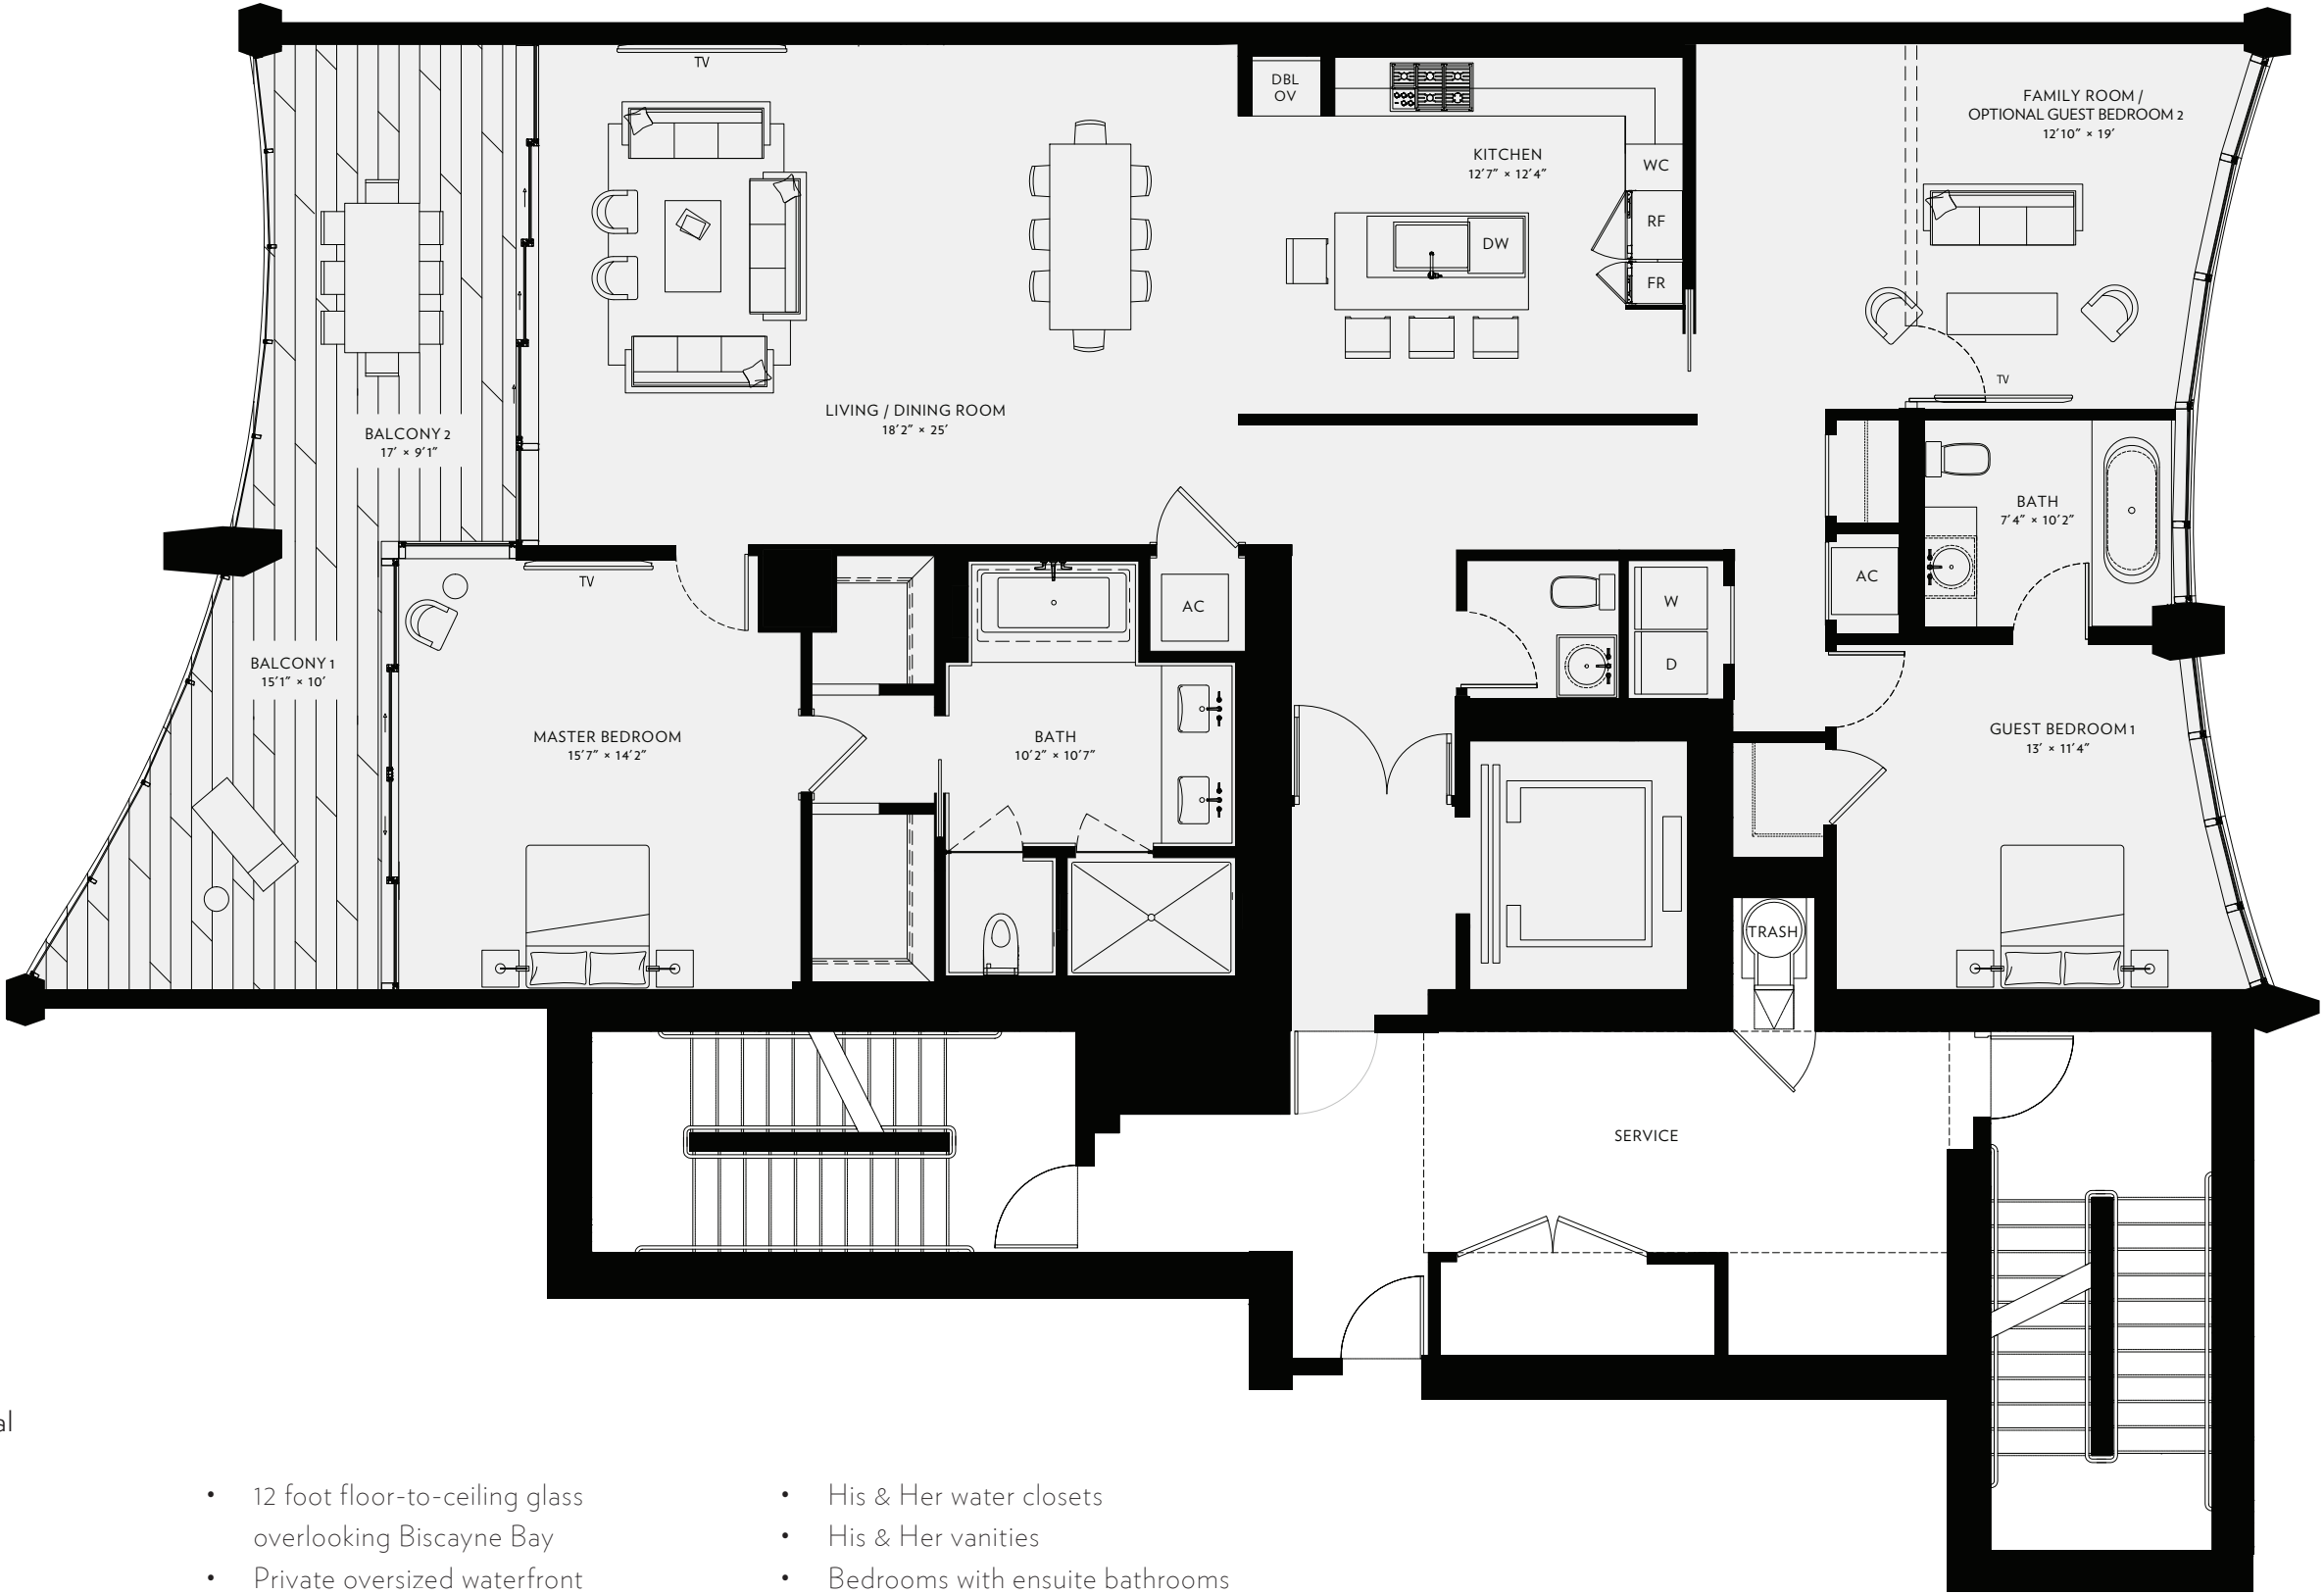 TV
DBL
OV
KITCHEN
12'7" × 12'4"
WC
RF
FR
DW
FAMILY ROOM /
OPTIONAL GUEST BEDROOM 2
12'10" × 19'
TV
LIVING / DINING ROOM
18'2" × 25'
BALCONY 2
17' × 9'1"
BATH
7'4" × 10'2"
AC
TV
AC
W
D
BALCONY 1
15'1" × 10'
MASTER BEDROOM
15'7" × 14'2"
BATH
10'2" × 10'7"
GUEST BEDROOM 1
13' × 11'4"
TRASH
SERVICE
al
• 12 foot floor-to-ceiling glass
overlooking Biscayne Bay
• Private oversized waterfront
• His & Her water closets
• His & Her vanities
• Bedrooms with ensuite bathrooms